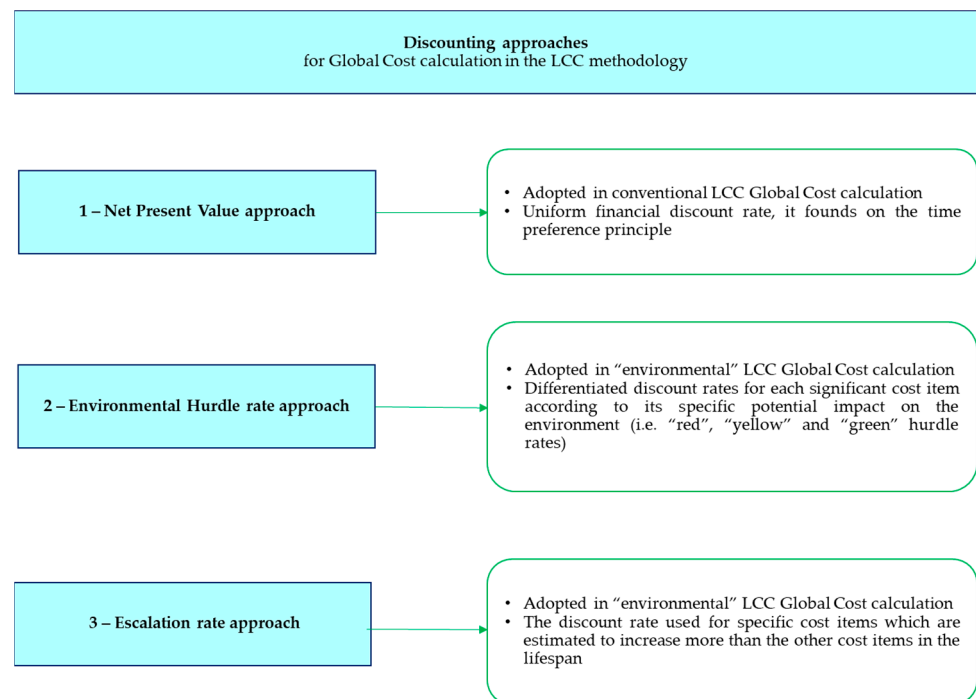 Discounting approaches
for Global Cost calculation in the LCC methodology
1 – Net Present Value approach
• Adopted in conventional LCC Global Cost calculation
• Uniform financial discount rate, it founds on the time
preference principle
2 – Environmental Hurdle rate approach
• Adopted in “environmental” LCC Global Cost calculation
• Differentiated discount rates for each significant cost item
according to its specific potential impact on the
environment (i.e. “red”, “yellow” and “green” hurdle
rates)
3 – Escalation rate approach
• Adopted in “environmental” LCC Global Cost calculation
• The discount rate used for specific cost items which are
estimated to increase more than the other cost items in the
lifespan